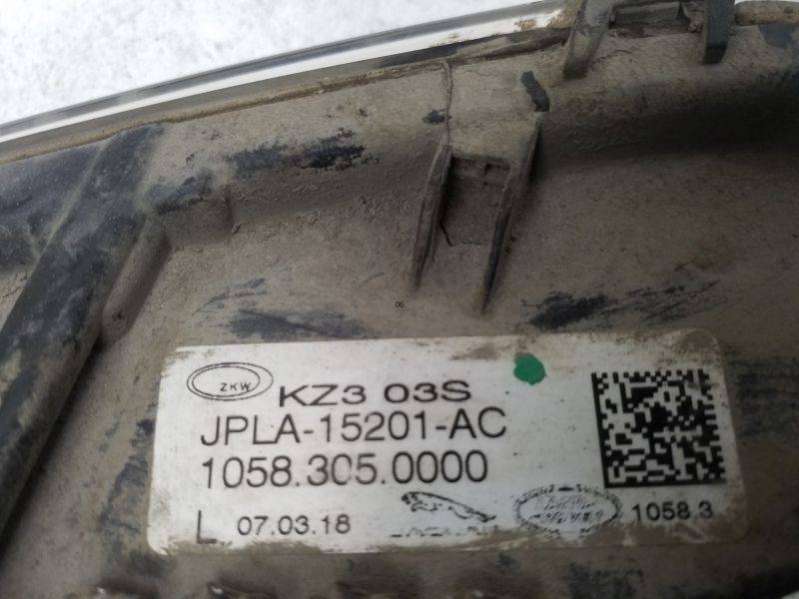 ZKW KZ3 03S
JPLA-15201-AC
1058.305.0000
L 07.03.18 1058.3